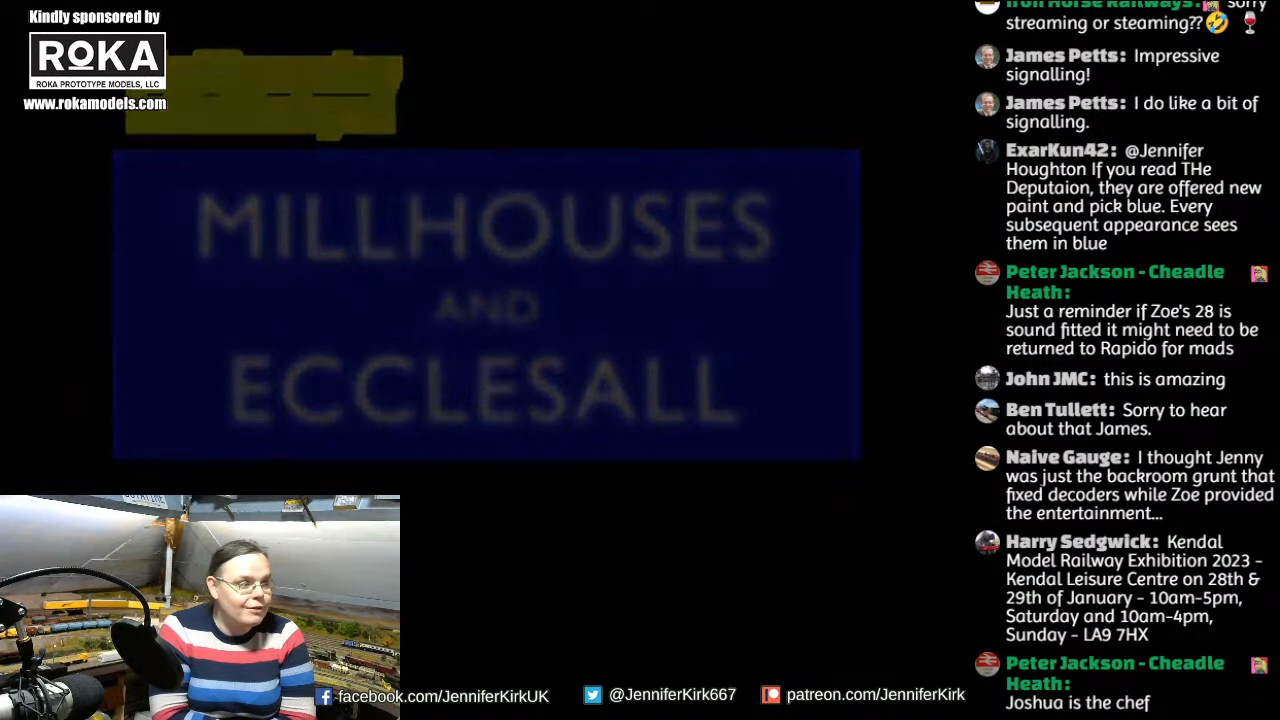 Kindly sponsored by
ROKA
ROKA PROTOTYPE MODELS, LLC
www.rokamodels.com
MILLHOUSES
AND
ECCLESALL
facebook.com/JenniferKirkUK
@JenniferKirk667
patreon.com/JenniferKirk
Iron Horse Railways: sorry
streaming or steaming??🤣 🍷
James Petts: Impressive
signalling!
James Petts: I do like a bit of
signalling.
ExarKun42: @Jennifer
Houghton If you read THe
Deputaion, they are offered new
paint and pick blue. Every
subsequent appearance sees
them in blue
Peter Jackson - Cheadle
Heath:
Just a reminder if Zoe's 28 is
sound fitted it might need to be
returned to Rapido for mads
John JMC: this is amazing
Ben Tullett: Sorry to hear
about that James.
Naive Gauge: I thought Jenny
was just the backroom grunt that
fixed decoders while Zoe provided
the entertainment...
Harry Sedgwick: Kendal
Model Railway Exhibition 2023 -
Kendal Leisure Centre on 28th &
29th of January - 10am-5pm,
Saturday and 10am-4pm,
Sunday - LA9 7HX
Peter Jackson - Cheadle
Heath:
Joshua is the chef